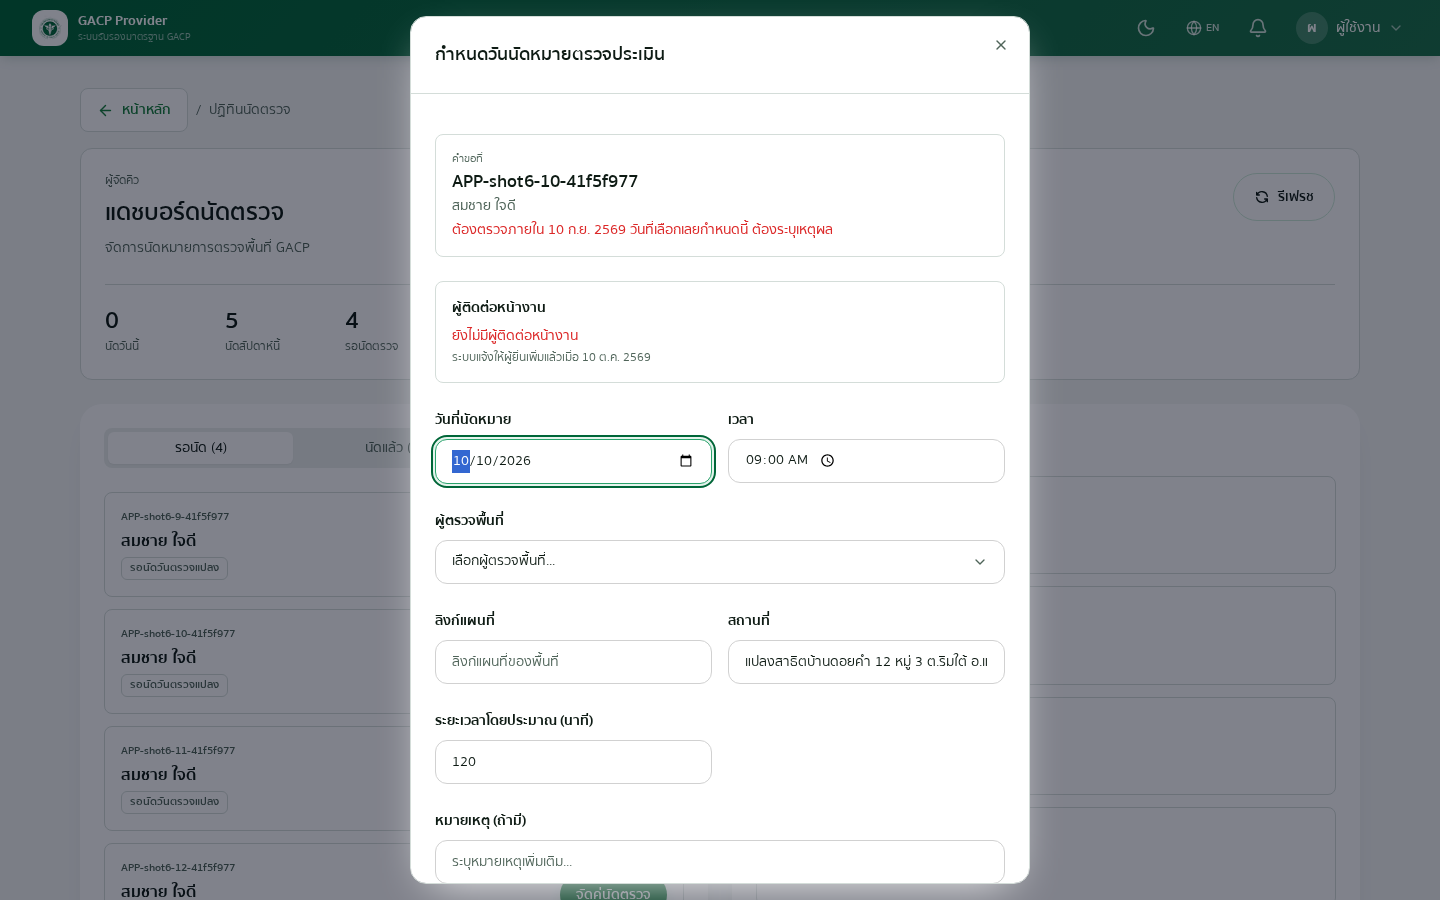 GACP Provider
ระบบรับรองมาตรฐาน GACP
EN
ผ
ผู้ใช้งาน
หน้าหลัก
/ ปฏิทินนัดตรวจ
ผู้จัดคิว
แดชบอร์ดนัดตรวจ
จัดการนัดหมายการตรวจพื้นที่ GACP
รีเฟรช
0
นัดวันนี้
5
นัดสัปดาห์นี้
4
รอนัดตรวจ
รอนัด (4)
นัดแล้ว (
APP-shot6-9-41f5f977
สมชาย ใจดี
รอนัดวันตรวจแปลง
APP-shot6-10-41f5f977
สมชาย ใจดี
รอนัดวันตรวจแปลง
APP-shot6-11-41f5f977
สมชาย ใจดี
รอนัดวันตรวจแปลง
APP-shot6-12-41f5f977
สมชาย ใจดี
จัดคู่นัดตรวจ
กำหนดวันนัดหมายตรวจประเมิน
คำขอที่
APP-shot6-10-41f5f977
สมชาย ใจดี
ต้องตรวจภายใน 10 ก.ย. 2569 วันที่เลือกเลยกำหนดนี้ ต้องระบุเหตุผล
ผู้ติดต่อหน้างาน
ยังไม่มีผู้ติดต่อหน้างาน
ระบบแจ้งให้ผู้ยื่นเพิ่มแล้วเมื่อ 10 ต.ค. 2569
วันที่นัดหมาย
10/10/2026
เวลา
09:00 AM
ผู้ตรวจพื้นที่
เลือกผู้ตรวจพื้นที่...
ลิงก์แผนที่
ลิงก์แผนที่ของพื้นที่
สถานที่
แปลงสาธิตบ้านดอยคำ 12 หมู่ 3 ต.ริมใต้ อ.แ
ระยะเวลาโดยประมาณ (นาที)
120
หมายเหตุ (ถ้ามี)
ระบุหมายเหตุเพิ่มเติม...